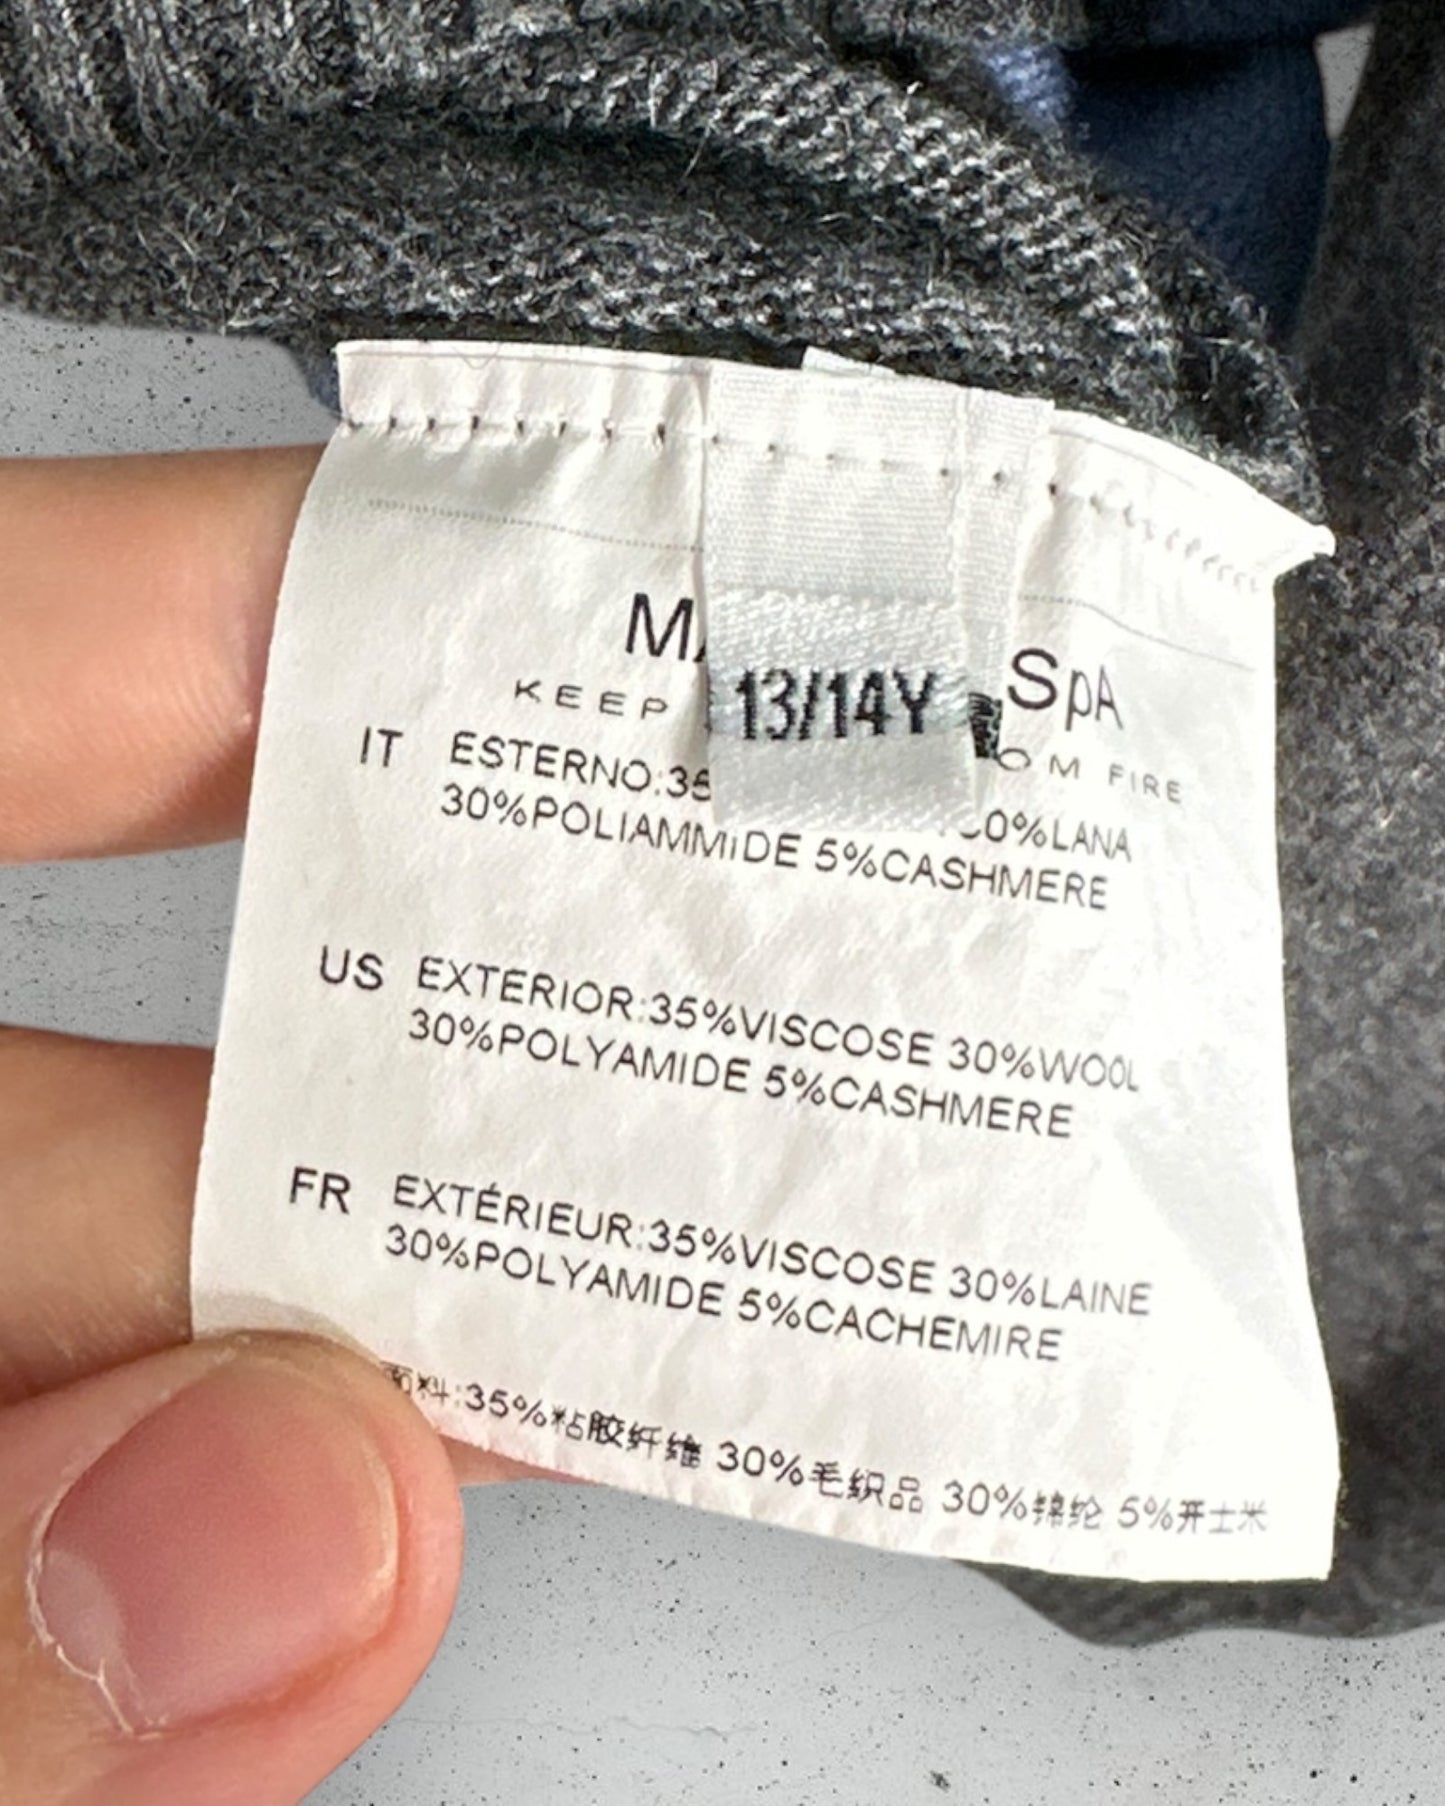 SpA
13/14Y
KEEP
FIRE
IT ESTERNO:35
30%LANA
30%POLIAMMIDE 5%CASHMERE
US EXTERIOR:35%VISCOSE 30%WOOL
30%POLYAMIDE 5%CASHMERE
FR EXTÉRIEUR:35%VISCOSE 30%LAINE
30%POLYAMIDE 5%CACHEMIRE
面料:35%粘胶纤维 30%毛织品 30%锦纶 5%开士米